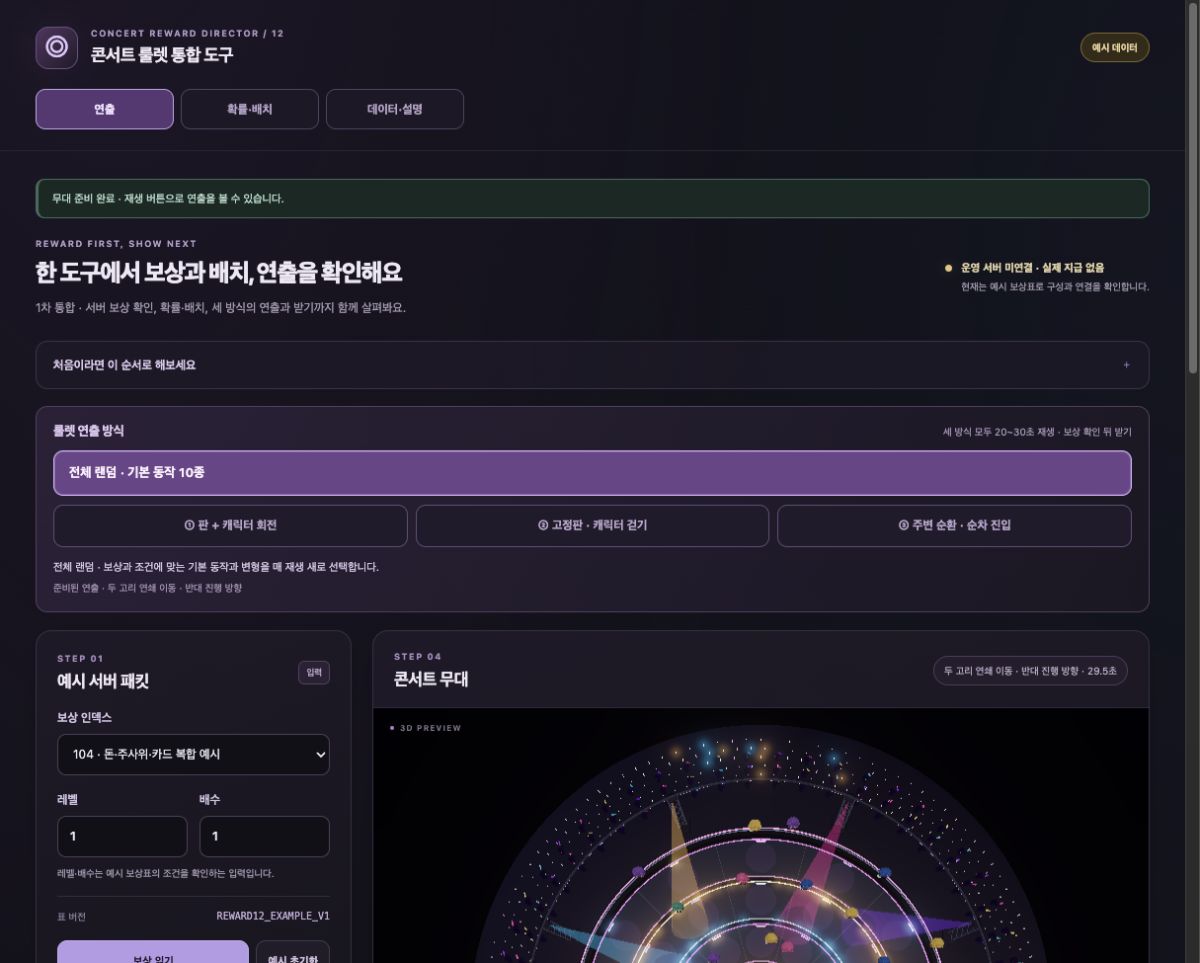 CONCERT REWARD DIRECTOR / 12
콘서트 룰렛 통합 도구
예시 데이터
연출
확률·배치
데이터·설명
무대 준비 완료 · 재생 버튼으로 연출을 볼 수 있습니다.
REWARD FIRST, SHOW NEXT
한 도구에서 보상과 배치, 연출을 확인해요
1차 통합 · 서버 보상 확인, 확률·배치, 세 방식의 연출과 받기까지 함께 살펴봐요.
운영 서버 미연결 · 실제 지급 없음
현재는 예시 보상표로 구성과 연결을 확인합니다.
처음이라면 이 순서로 해보세요
+
룰렛 연출 방식
세 방식 모두 20~30초 재생 · 보상 확인 뒤 받기
전체 랜덤 · 기본 동작 10종
① 판 + 캐릭터 회전
② 고정판 · 캐릭터 걷기
③ 주변 순환 · 순차 진입
전체 랜덤 · 보상과 조건에 맞는 기본 동작과 변형을 매 재생 새로 선택합니다.
준비된 연출 · 두 고리 연쇄 이동 · 반대 진행 방향
STEP 01
예시 서버 패킷
입력
보상 인덱스
104 · 돈·주사위·카드 복합 예시
레벨
배수
1
1
레벨·배수는 예시 보상표의 조건을 확인하는 입력입니다.
표 버전
REWARD12_EXAMPLE_V1
보상 읽기
예시 초기화
STEP 04
콘서트 무대
두 고리 연쇄 이동 · 반대 진행 방향 · 29.5초
3D PREVIEW